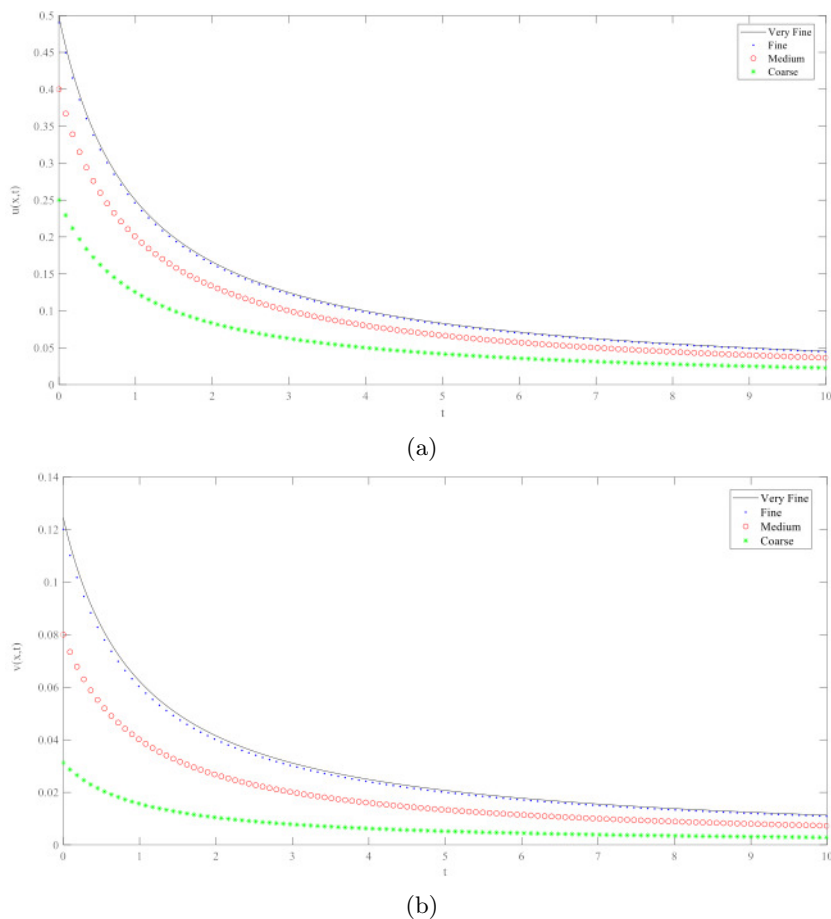 0.5
0.45
0.4
0.35
0.3
0.25
0.2
0.15
0.1
0.05
0
u(x,t)
Very Fine
Fine
Medium
Coarse
0 1 2 3 4 5 6 7 8 9 10
t
(a)
0.14
0.12
0.1
0.08
0.06
0.04
0.02
0
v(x,t)
Very Fine
Fine
Medium
Coarse
0 1 2 3 4 5 6 7 8 9 10
t
(b)